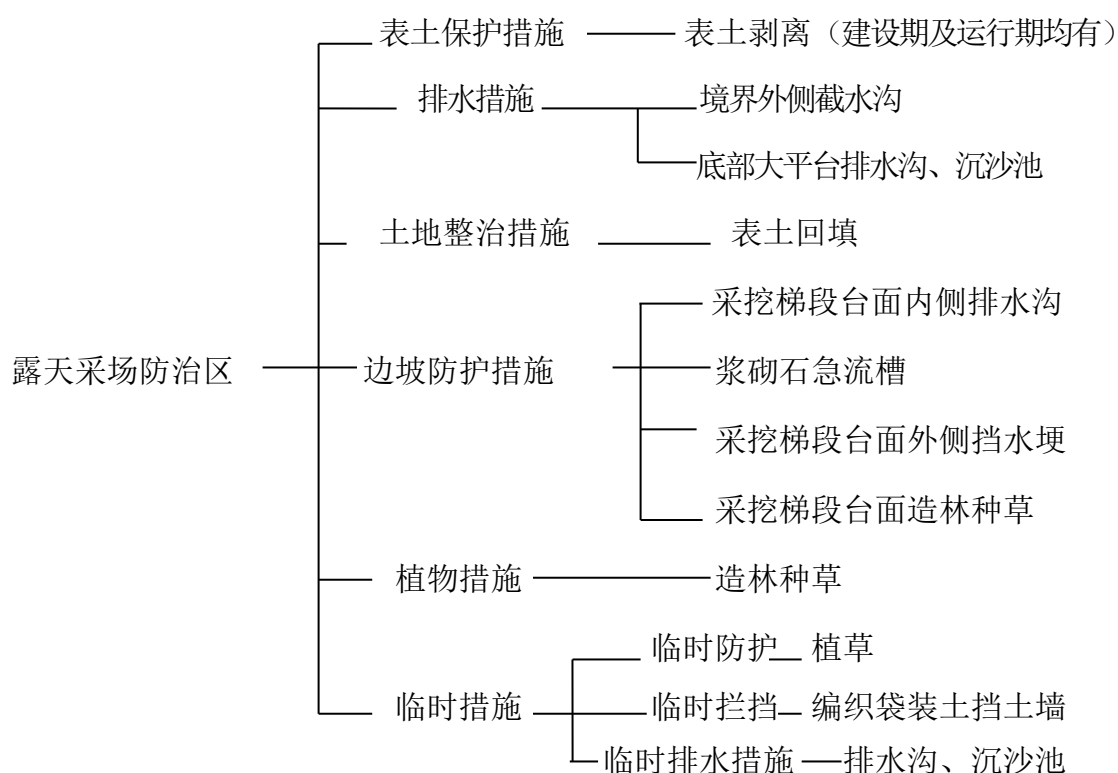 表土保护措施 表土剥离（建设期及运行期均有）
排水措施 境界外侧截水沟
底部大平台排水沟、沉沙池
土地整治措施 表土回填
采挖梯段台面内侧排水沟
露天采场防治区 边坡防护措施 浆砌石急流槽
采挖梯段台面外侧挡水埂
采挖梯段台面造林种草
植物措施 造林种草
临时防护 植草
临时措施 临时拦挡 编织袋装土挡土墙
临时排水措施 排水沟、沉沙池